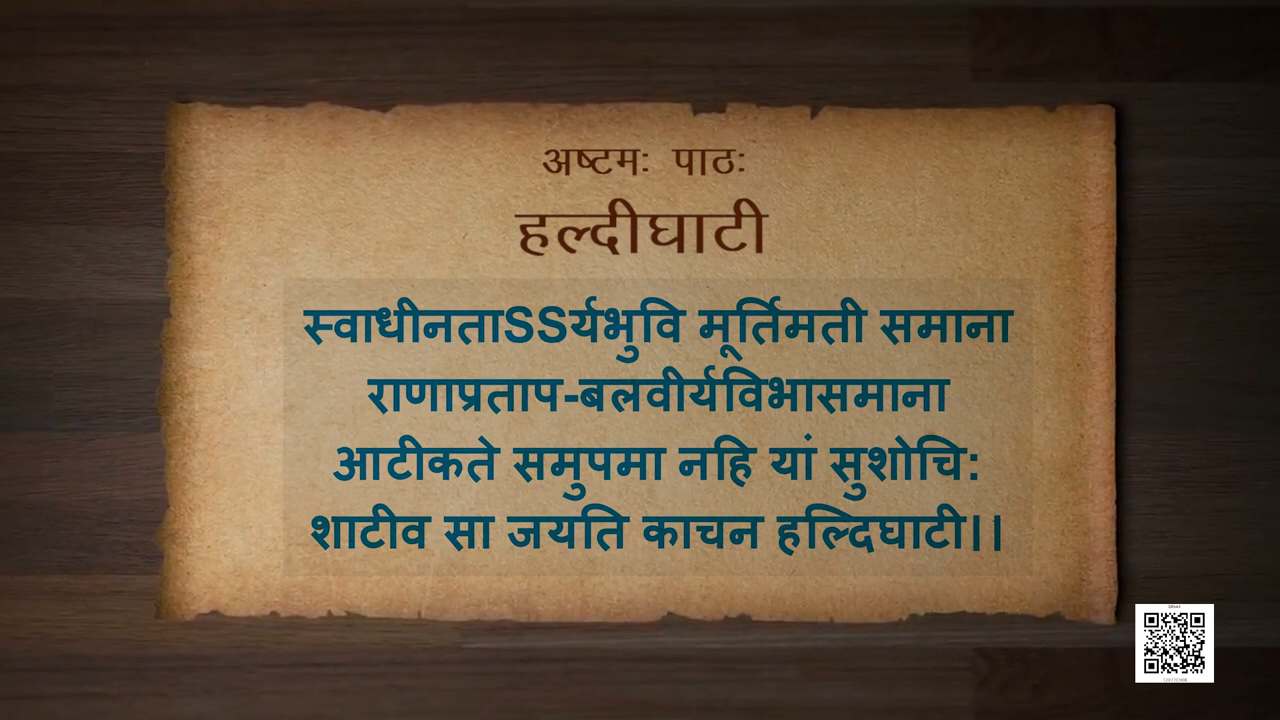 अष्टमः पाठः
हल्दीघाटी
स्वाधीनताSSर्यभुवि मूर्तिमती समाना
राणाप्रताप-बलवीर्यविभासमाना
आटीकते समुपमा नहि यां सुशोचि:
शाटीव सा जयति काचन हल्दिघाटी।।